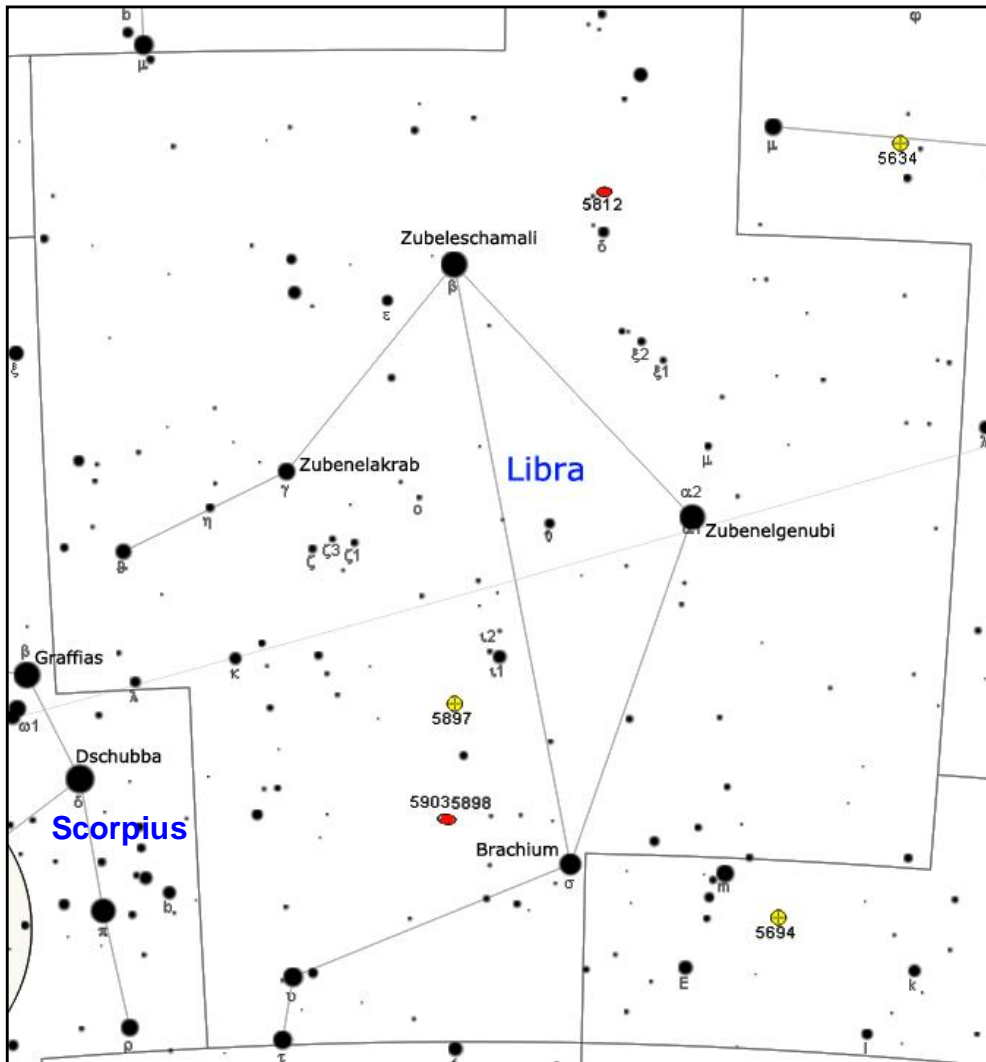 b
φ
μ
μ
5634
5812
δ
Zubeleschamali
β
ε
ξ2
ξ1
ξ
λ
μ
Zubenelakrab
γ
Libra
α2
α1
Zubenelgenubi
η
ο
ζ
ζ3
ζ1
ι2
ι1
β
Graffias
κ
λ
ω1
5897
Dschubba
δ
59035898
Scorpius
Brachium
σ
m
b
π
5694
E
k
υ
ρ
τ